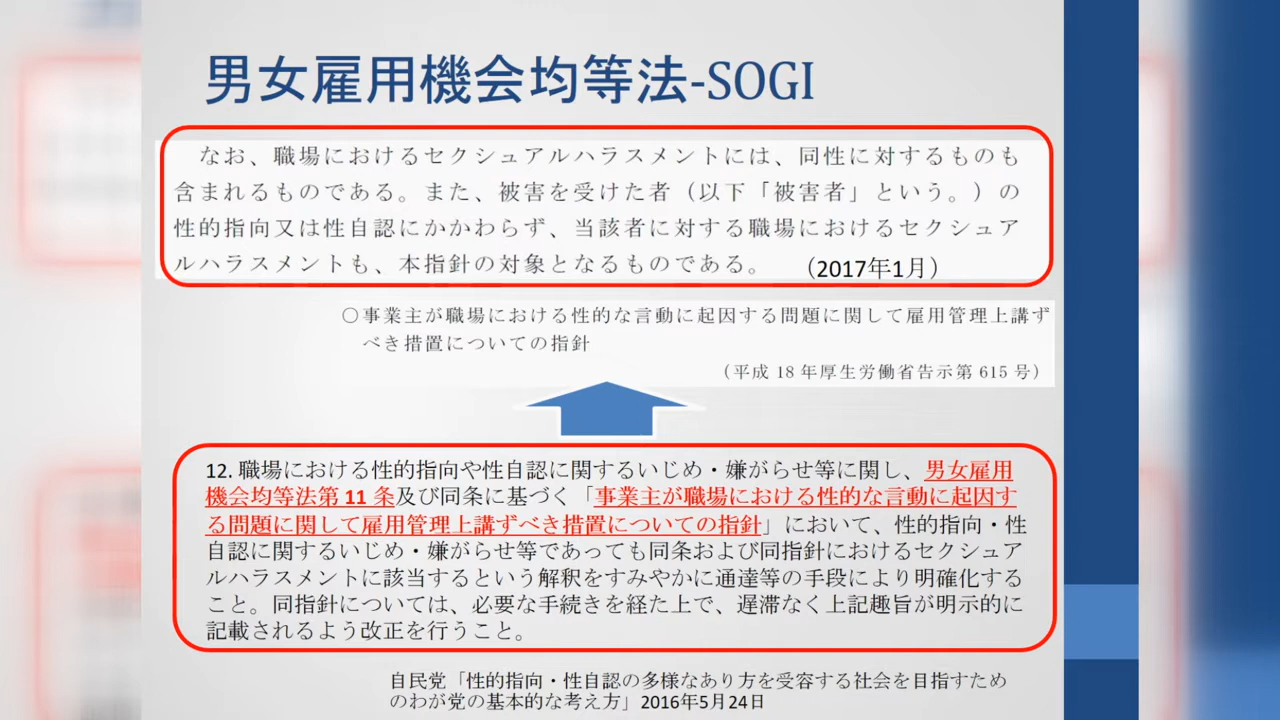 男女雇用機会均等法-SOGI
なお、職場におけるセクシュアルハラスメントには、同性に対するものも
含まれるものである。また、被害を受けた者（以下「被害者」という。）の
性的指向又は性自認にかかわらず、当該者に対する職場におけるセクシュア
ルハラスメントも、本指針の対象となるものである。 （2017年1月）
○事業主が職場における性的な言動に起因する問題に関して雇用管理上講ず
べき措置についての指針
（平成 18 年厚生労働省告示第 615 号）
12. 職場における性的指向や性自認に関するいじめ・嫌がらせ等に関し、男女雇用
機会均等法第 11 条及び同条に基づく「事業主が職場における性的な言動に起因す
る問題に関して雇用管理上講ずべき措置についての指針」において、性的指向・性
自認に関するいじめ・嫌がらせ等であっても同条および同指針におけるセクシュア
ルハラスメントに該当するという解釈をすみやかに通達等の手段により明確化する
こと。同指針については、必要な手続きを経た上で、遅滞なく上記趣旨が明示的に
記載されるよう改正を行うこと。
自民党「性的指向・性自認の多様なあり方を受容する社会を目指すため
のわが党の基本的な考え方」2016年5月24日